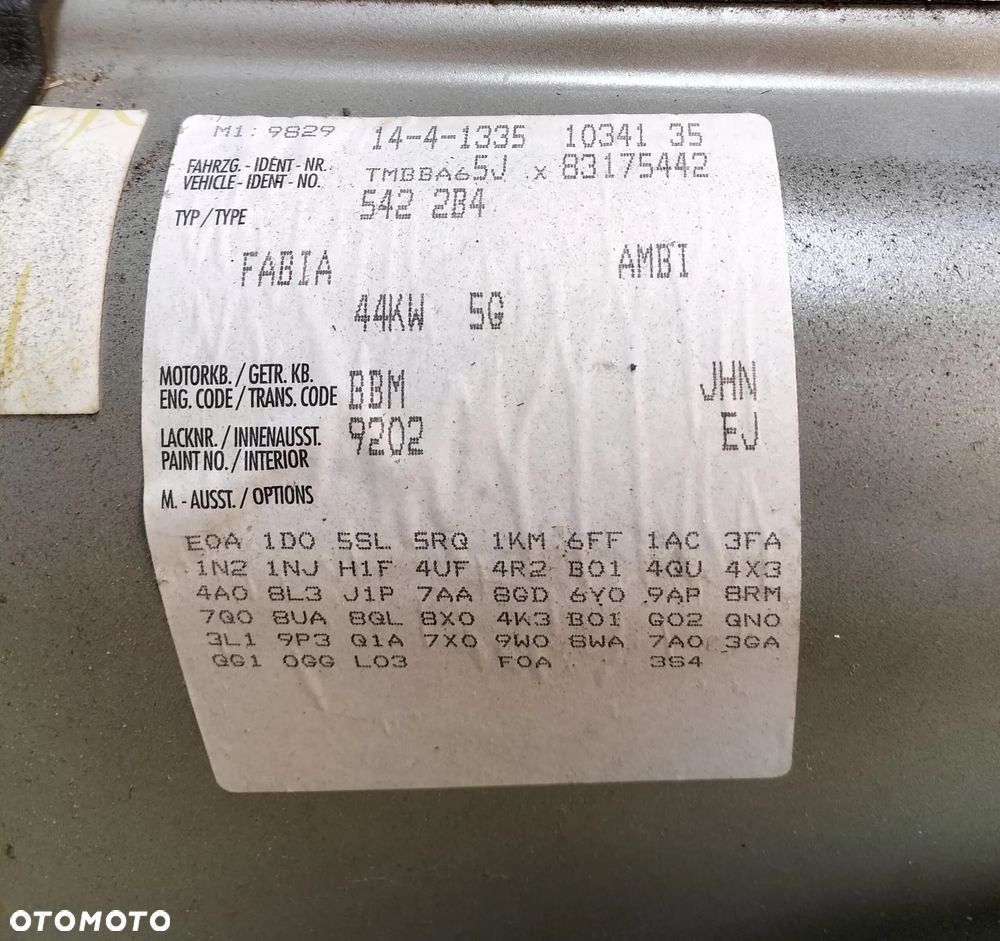 M1: 9829 14-4-1335 10341 35
FAHRZG. - IDENT - NR. TMBBA65J x 83175442
VEHICLE - IDENT - NO.
TYP / TYPE 542 2B4
FABIA AMBI
44KW 5G
MOTORKB. / GETR. KB. BBM JHN
ENG. CODE / TRANS. CODE
LACKNR. / INNENAUSST. 9202 EJ
PAINT NO. / INTERIOR
M. - AUSST. / OPTIONS
E0A 1D0 5SL 5RQ 1KM 6FF 1AC 3FA
1N2 1NJ H1F 4UF 4R2 B01 4QU 4X3
4A0 8L3 J1P 7AA 8GD 6Y0 9AP 8RM
7Q0 8UA 8QL 8X0 4K3 B01 G02 QN0
3L1 9P3 Q1A 7X0 9W0 8WA 7A0 3GA
QG1 0GG L03 F0A 3S4
OTOMOTO